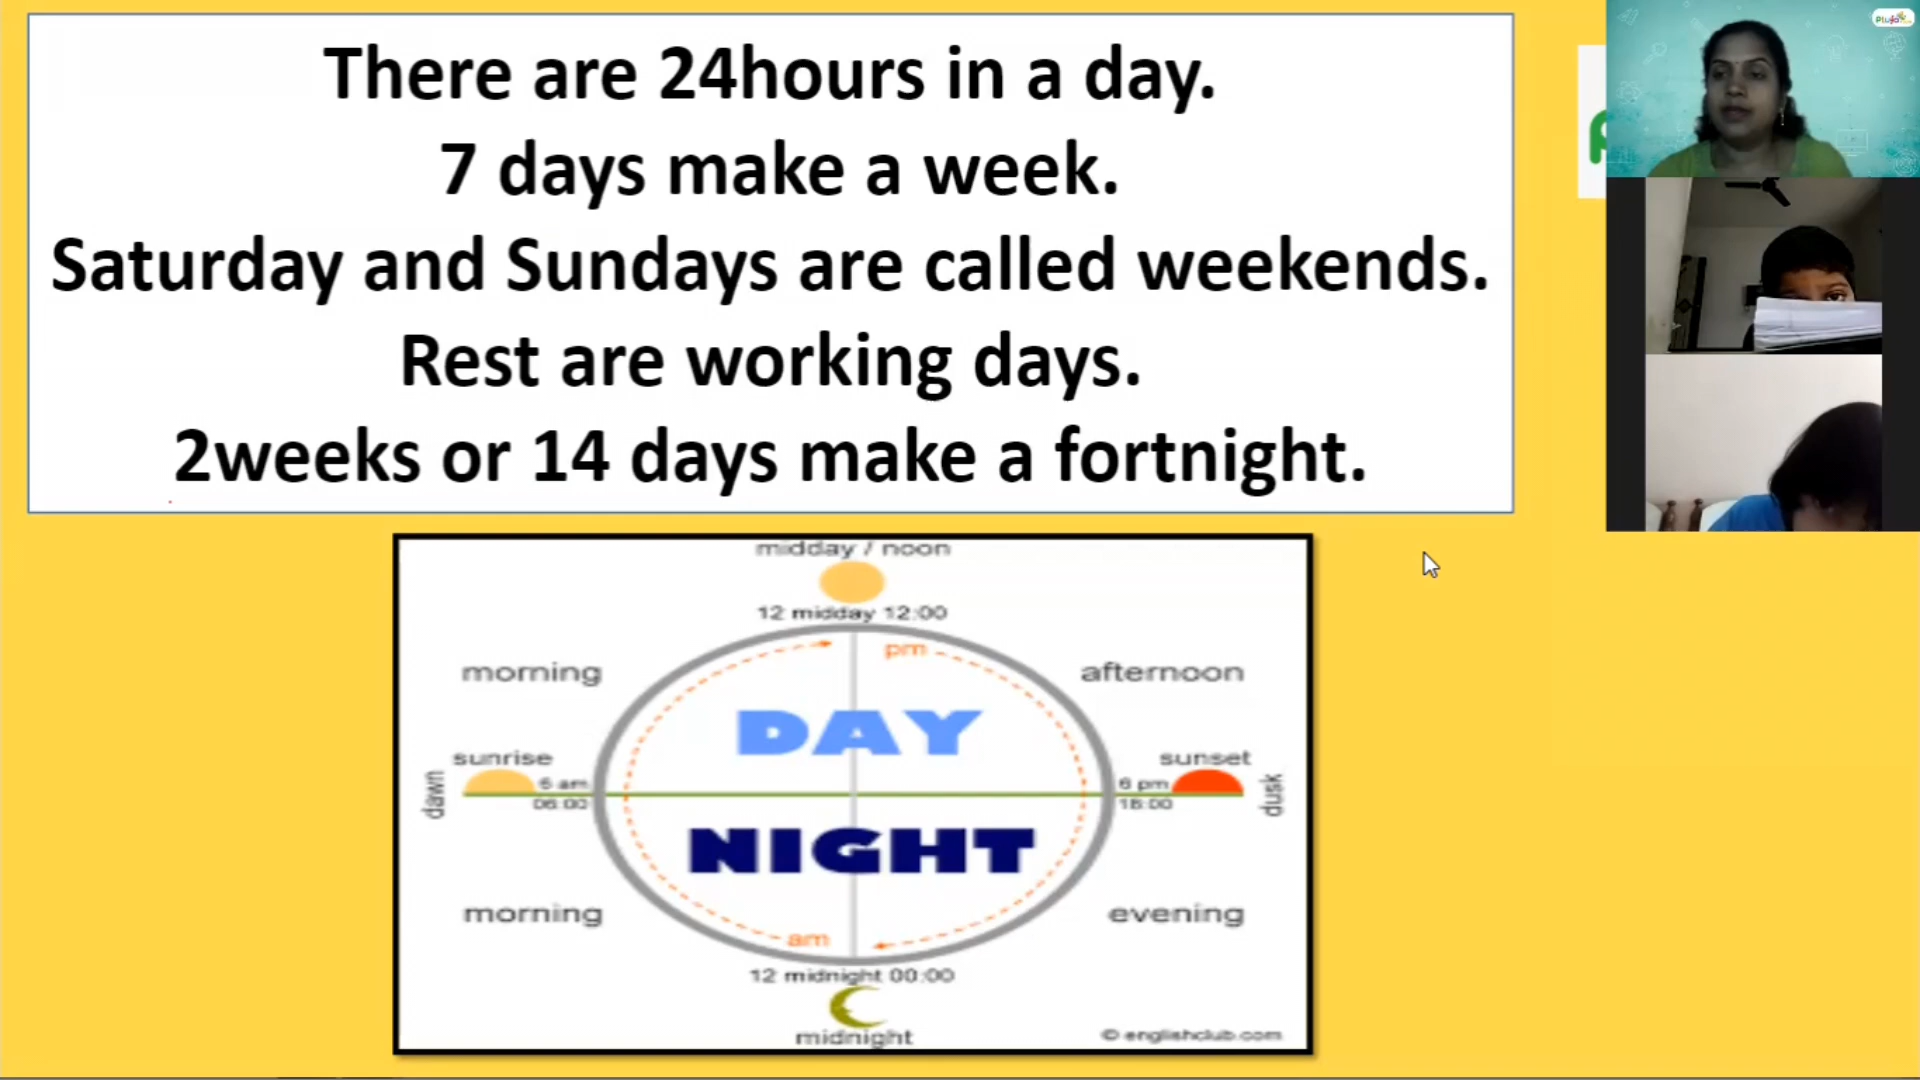 There are 24hours in a day.
7 days make a week.
Saturday and Sundays are called weekends.
Rest are working days.
2weeks or 14 days make a fortnight.
midday / noon
12 midday 12:00
pm
morning
afternoon
DAY
sunrise
sunset
dawn
6 am
6 pm
dusk
06:00
18:00
NIGHT
morning
evening
am
12 midnight 00:00
midnight
© englishclub.com